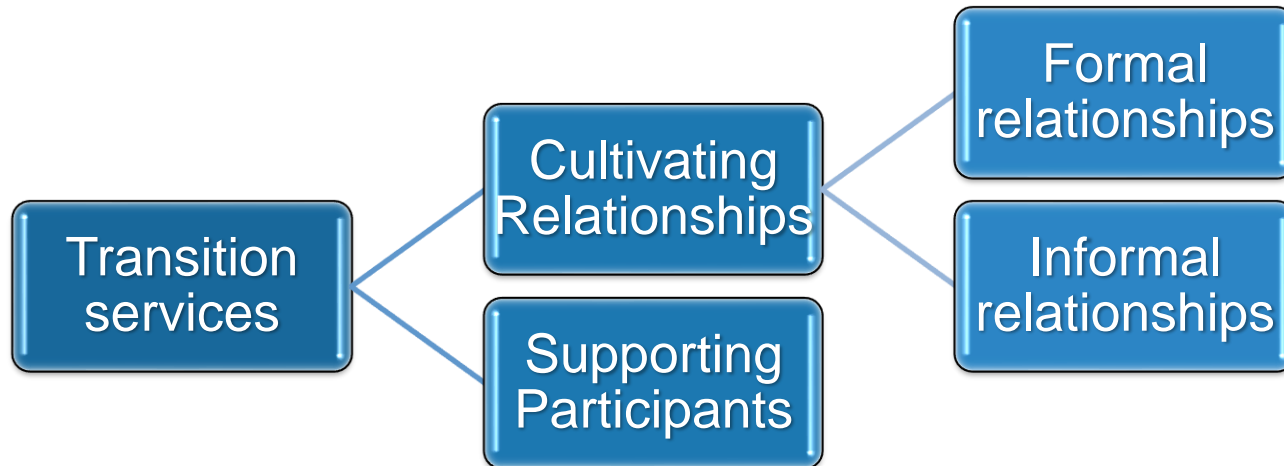 Transition
services
Cultivating
Relationships
Supporting
Participants
Formal
relationships
Informal
relationships